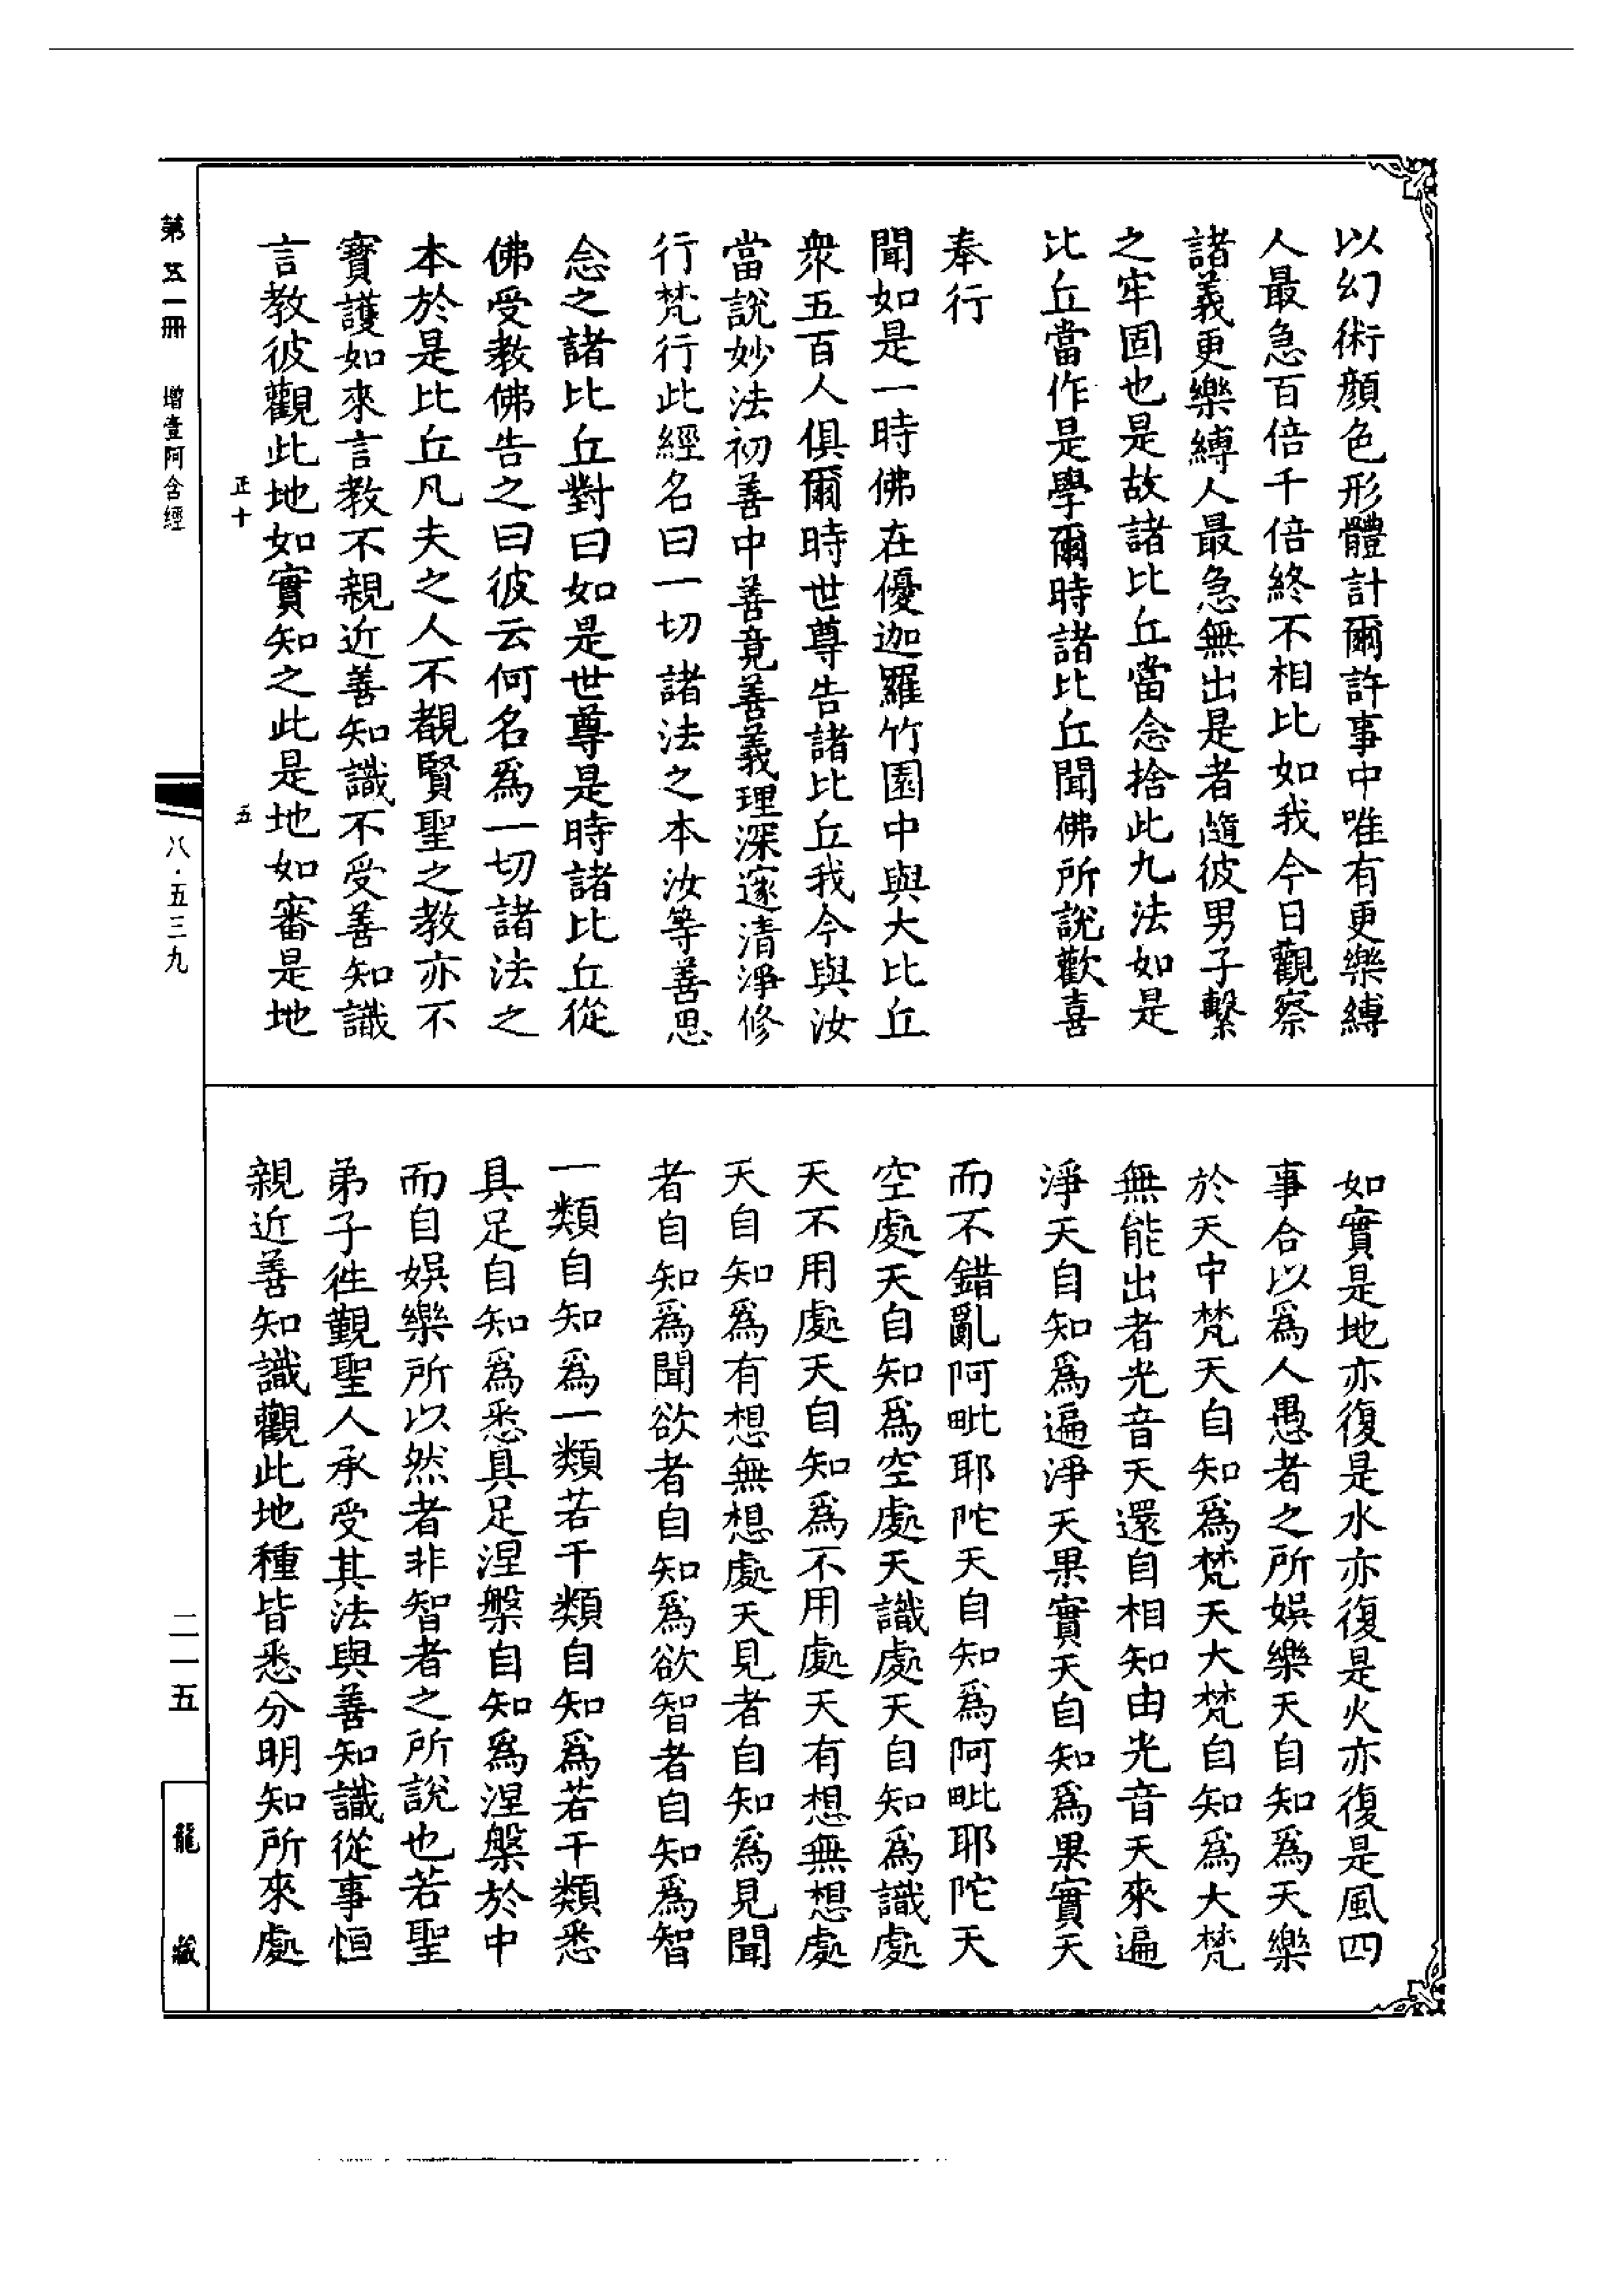 以幻術顏色形體計爾許事中唯有更樂縛
人最急百倍千倍終不相比如我今日觀察
諸義更樂縛人最急無出是者隨彼男子繫
之牢固也是故諸比丘當念捨此九法如是
比丘當作是學爾時諸比丘聞佛所說歡喜
奉行
聞如是一時佛在優迦羅竹園中與大比丘
衆五百人俱爾時世尊告諸比丘我今與汝
當說妙法初善中善竟善義理深邃清淨修
行梵行此經名曰一切諸法之本汝等善思
念之諸比丘對曰如是世尊是時諸比丘從
佛受教佛告之曰彼云何名爲一切諸法之
本於是比丘凡夫之人不覩賢聖之教亦不
寶護如來言教不親近善知識不受善知識
言教彼觀此地如實知之此是地如審是地
如實是地亦復是水亦復是火亦復是風四
事合以爲人愚者之所娛樂天自知爲天樂
於天中梵天自知爲梵天大梵自知爲大梵
無能出者光音天還自相知由光音天來遍
淨天自知爲遍淨天果實天自知爲果實天
而不錯亂阿毗耶陀天自知爲阿毗耶陀天
空處天自知爲空處天識處天自知爲識處
天不用處天自知爲不用處天有想無想處
天自知爲有想無想處天見者自知爲見聞
者自知爲聞欲者自知爲欲智者自知爲智
一類自知爲一類若干類自知爲若干類悉
具足自知爲悉具足涅槃自知爲涅槃於中
而自娛樂所以然者非智者之所說也若聖
弟子徃觀聖人承受其法與善知識從事恒
親近善知識觀此地種皆悉分明知所來處
第五一冊 增壹阿含經
正十 五
八·五三九
二一五
龍藏